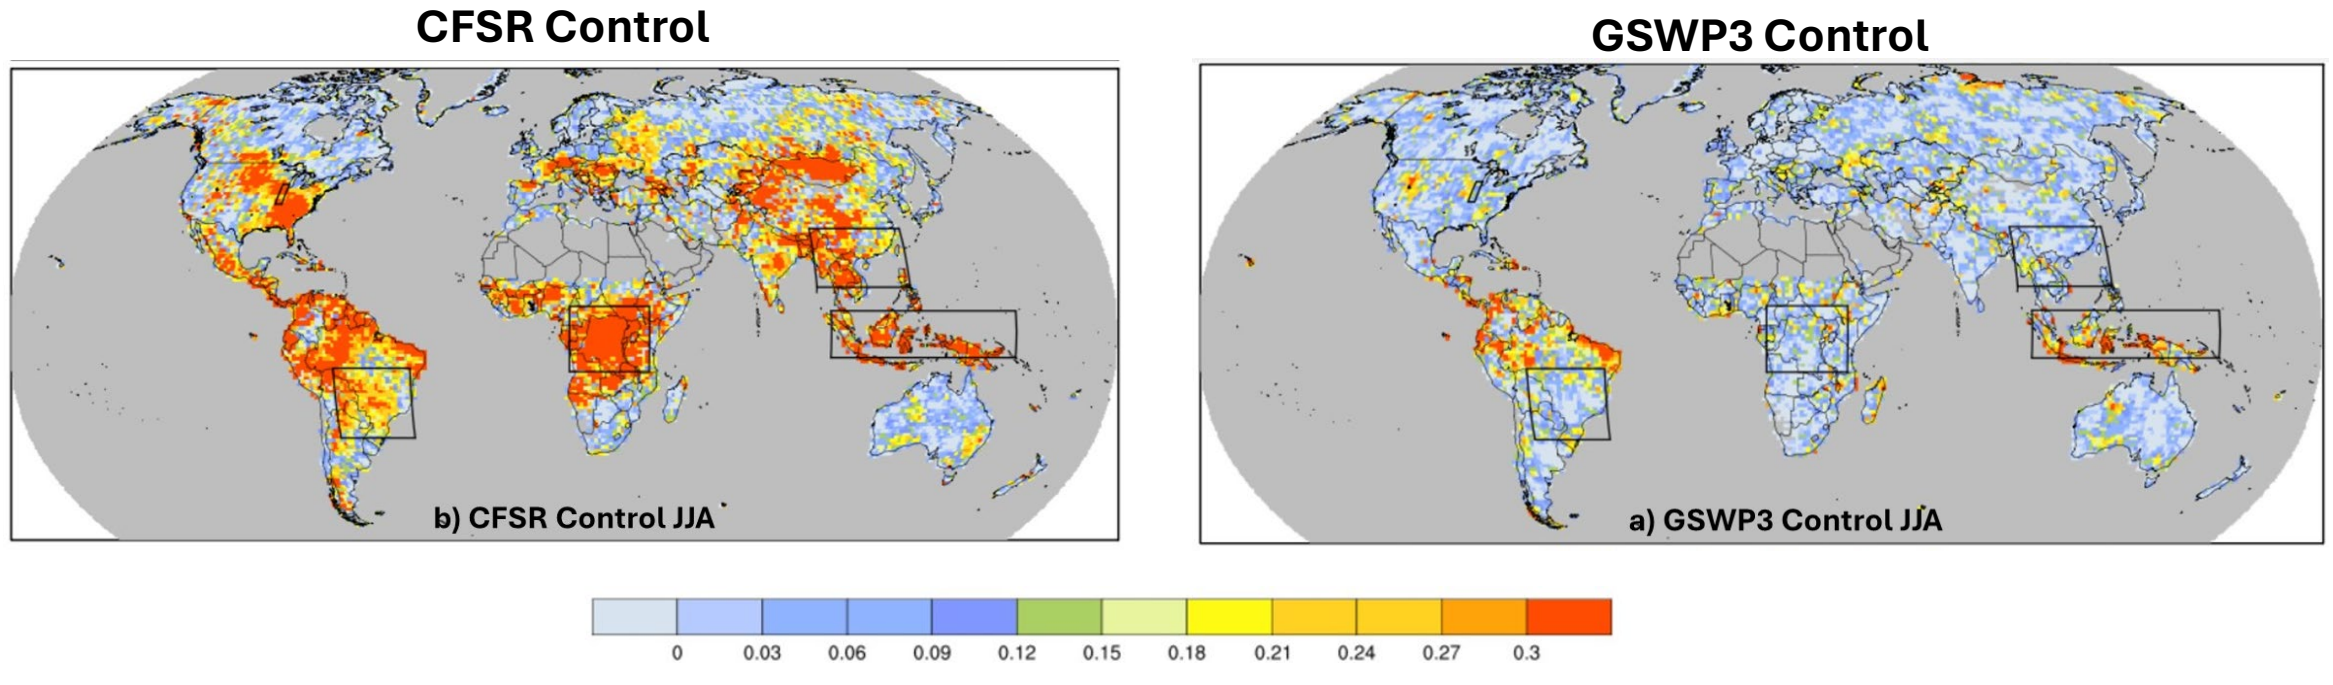 CFSR Control
GSWP3 Control
b) CFSR Control JJA
a) GSWP3 Control JJA
0 0.03 0.06 0.09 0.12 0.15 0.18 0.21 0.24 0.27 0.3